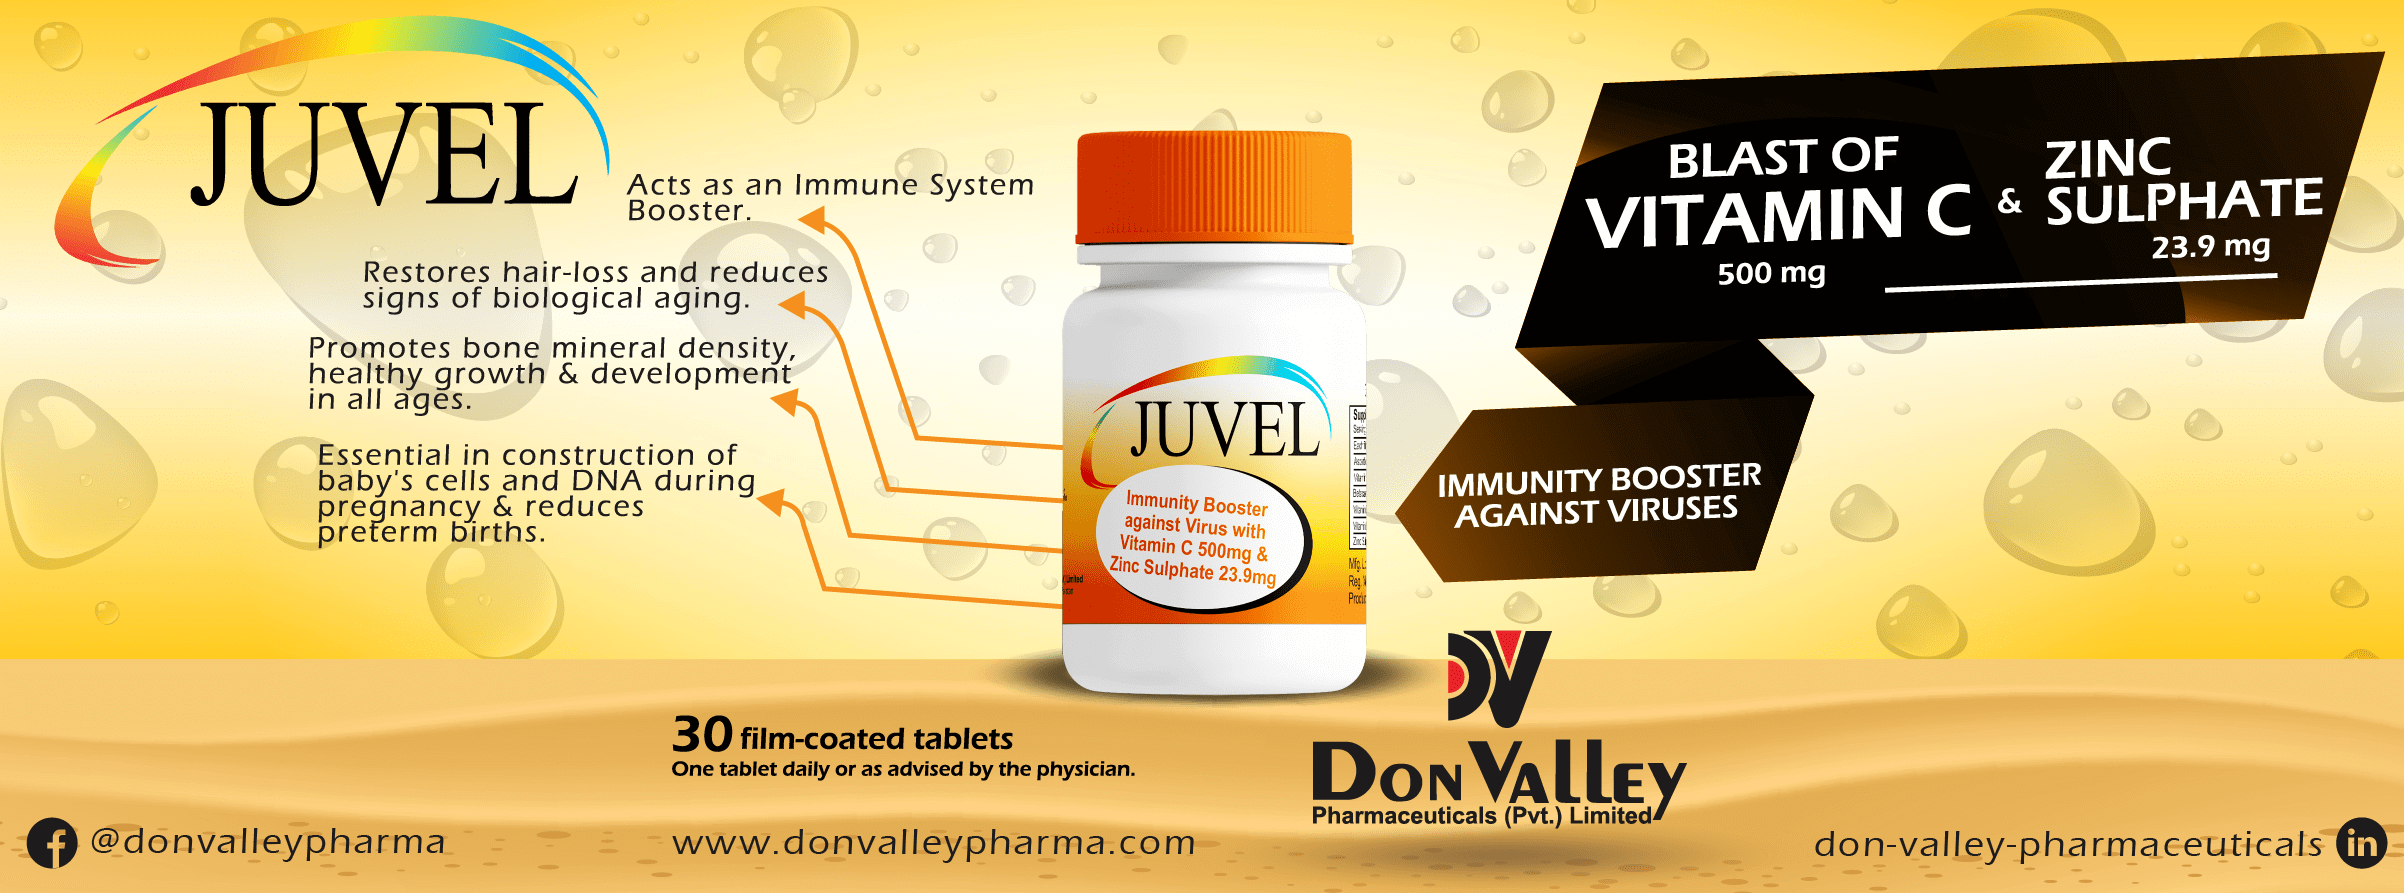 JUVEL
Acts as an Immune System
Booster.
Restores hair-loss and reduces
signs of biological aging.
Promotes bone mineral density,
healthy growth & development
in all ages.
Essential in construction of
baby's cells and DNA during
pregnancy & reduces
preterm births.
JUVEL
Immunity Booster
against Virus with
Vitamin C 500mg &
Zinc Sulphate 23.9mg
Limited
BLAST OF
VITAMIN C
500 mg
&
ZINC
SULPHATE
23.9 mg
IMMUNITY BOOSTER
AGAINST VIRUSES
30 film-coated tablets
One tablet daily or as advised by the physician.
DV
DON VALLEY
Pharmaceuticals (Pvt.) Limited
@donvalleypharma
www.donvalleypharma.com
don-valley-pharmaceuticals
in